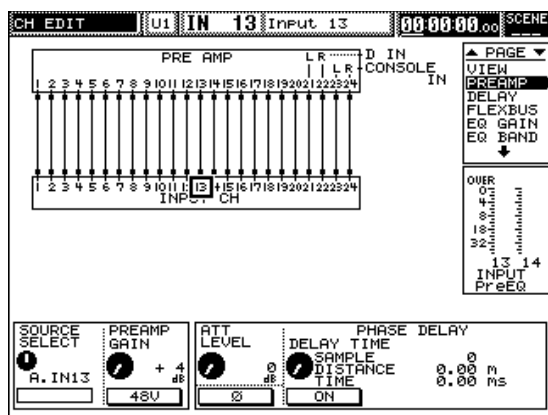 CH EDIT U1 IN 13 Input 13 00:00:00.00 SCENE
PRE AMP L R D IN
L R CONSOLE IN
1 2 3 4 5 6 7 8 9 10 11 12 13 14 15 16 17 18 19 20 21 22 23 24
1 2 3 4 5 6 7 8 9 10 11 13 15 16 17 18 19 20 21 22 23 24
INPUT CH
PAGE
VIEW
PREAMP
DELAY
FLEXBUS
EQ GAIN
EQ BAND
OVER
0
4
8
18
32
13 14
INPUT
PreEQ
SOURCE SELECT
A.IN13
PREAMP GAIN
+ 4 dB
48V
ATT LEVEL
0 dB
Ø
PHASE DELAY
DELAY TIME
SAMPLE 0
DISTANCE 0.00 m
TIME 0.00 ms
ON